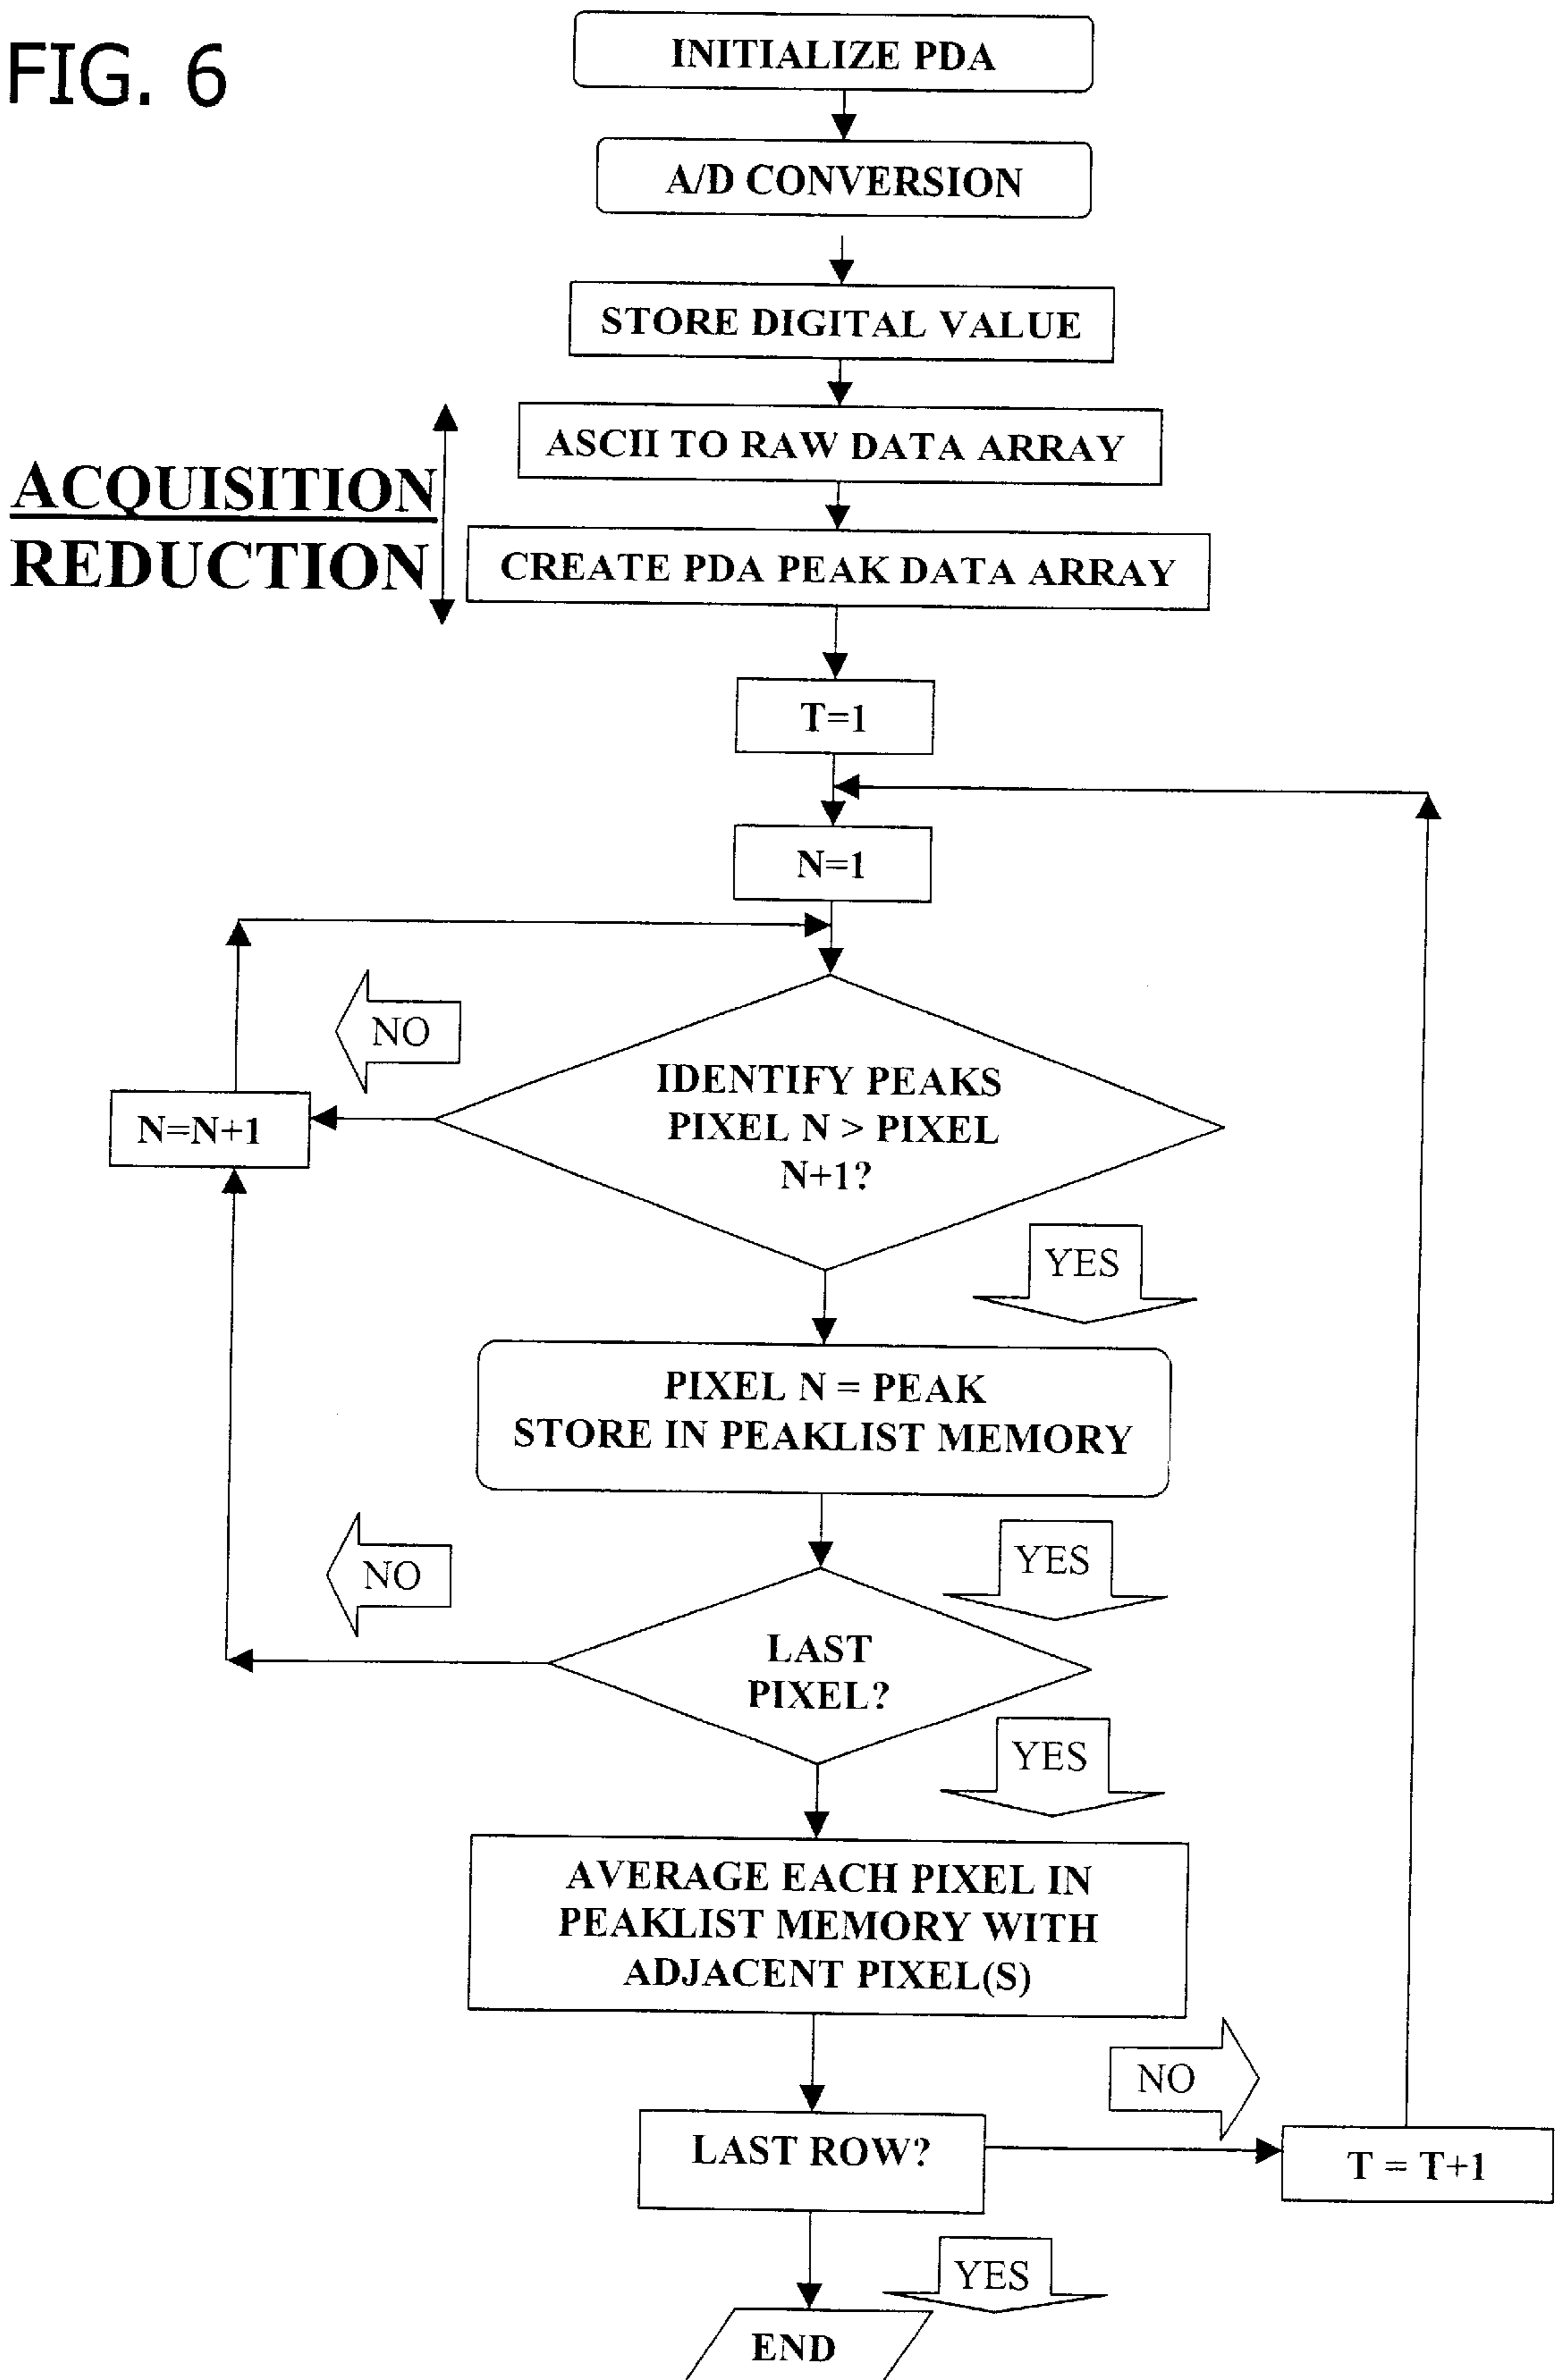 FIG. 6
INITIALIZE PDA
A/D CONVERSION
STORE DIGITAL VALUE
ASCII TO RAW DATA ARRAY
ACQUISITION
REDUCTION
CREATE PDA PEAK DATA ARRAY
T=1
N=1
NO
IDENTIFY PEAKS
PIXEL N > PIXEL
N+1?
N=N+1
YES
PIXEL N = PEAK
STORE IN PEAKLIST MEMORY
YES
NO
LAST
PIXEL?
YES
AVERAGE EACH PIXEL IN
PEAKLIST MEMORY WITH
ADJACENT PIXEL(S)
NO
LAST ROW?
T = T+1
YES
END